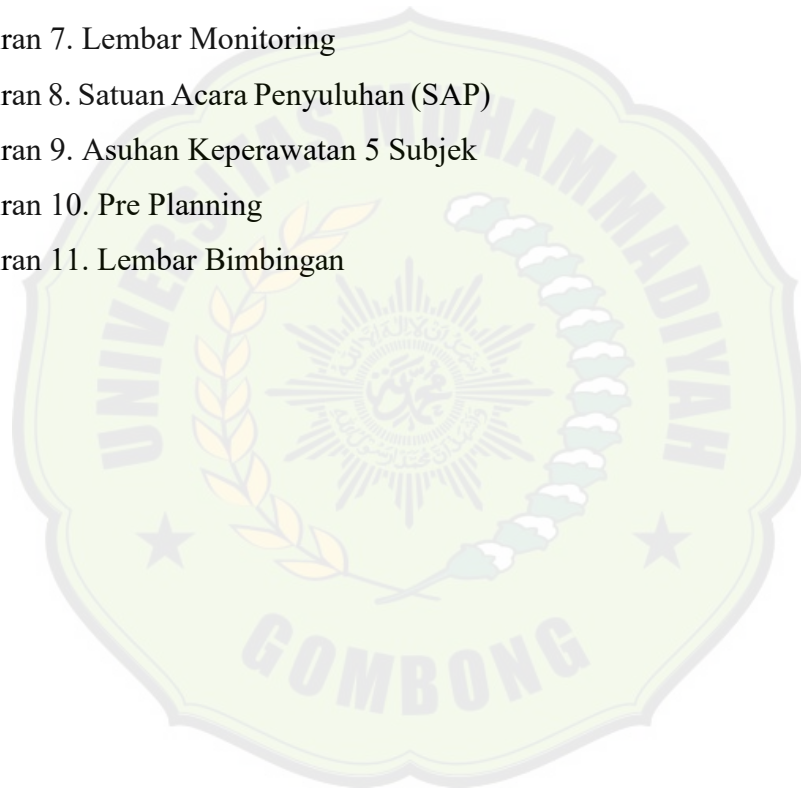 ran 7. Lembar Monitoring
ran 8. Satuan Acara Penyuluhan (SAP)
ran 9. Asuhan Keperawatan 5 Subjek
ran 10. Pre Planning
ran 11. Lembar Bimbingan
UNIVERSITAS MUHAMMADIYAH
GOMBONG